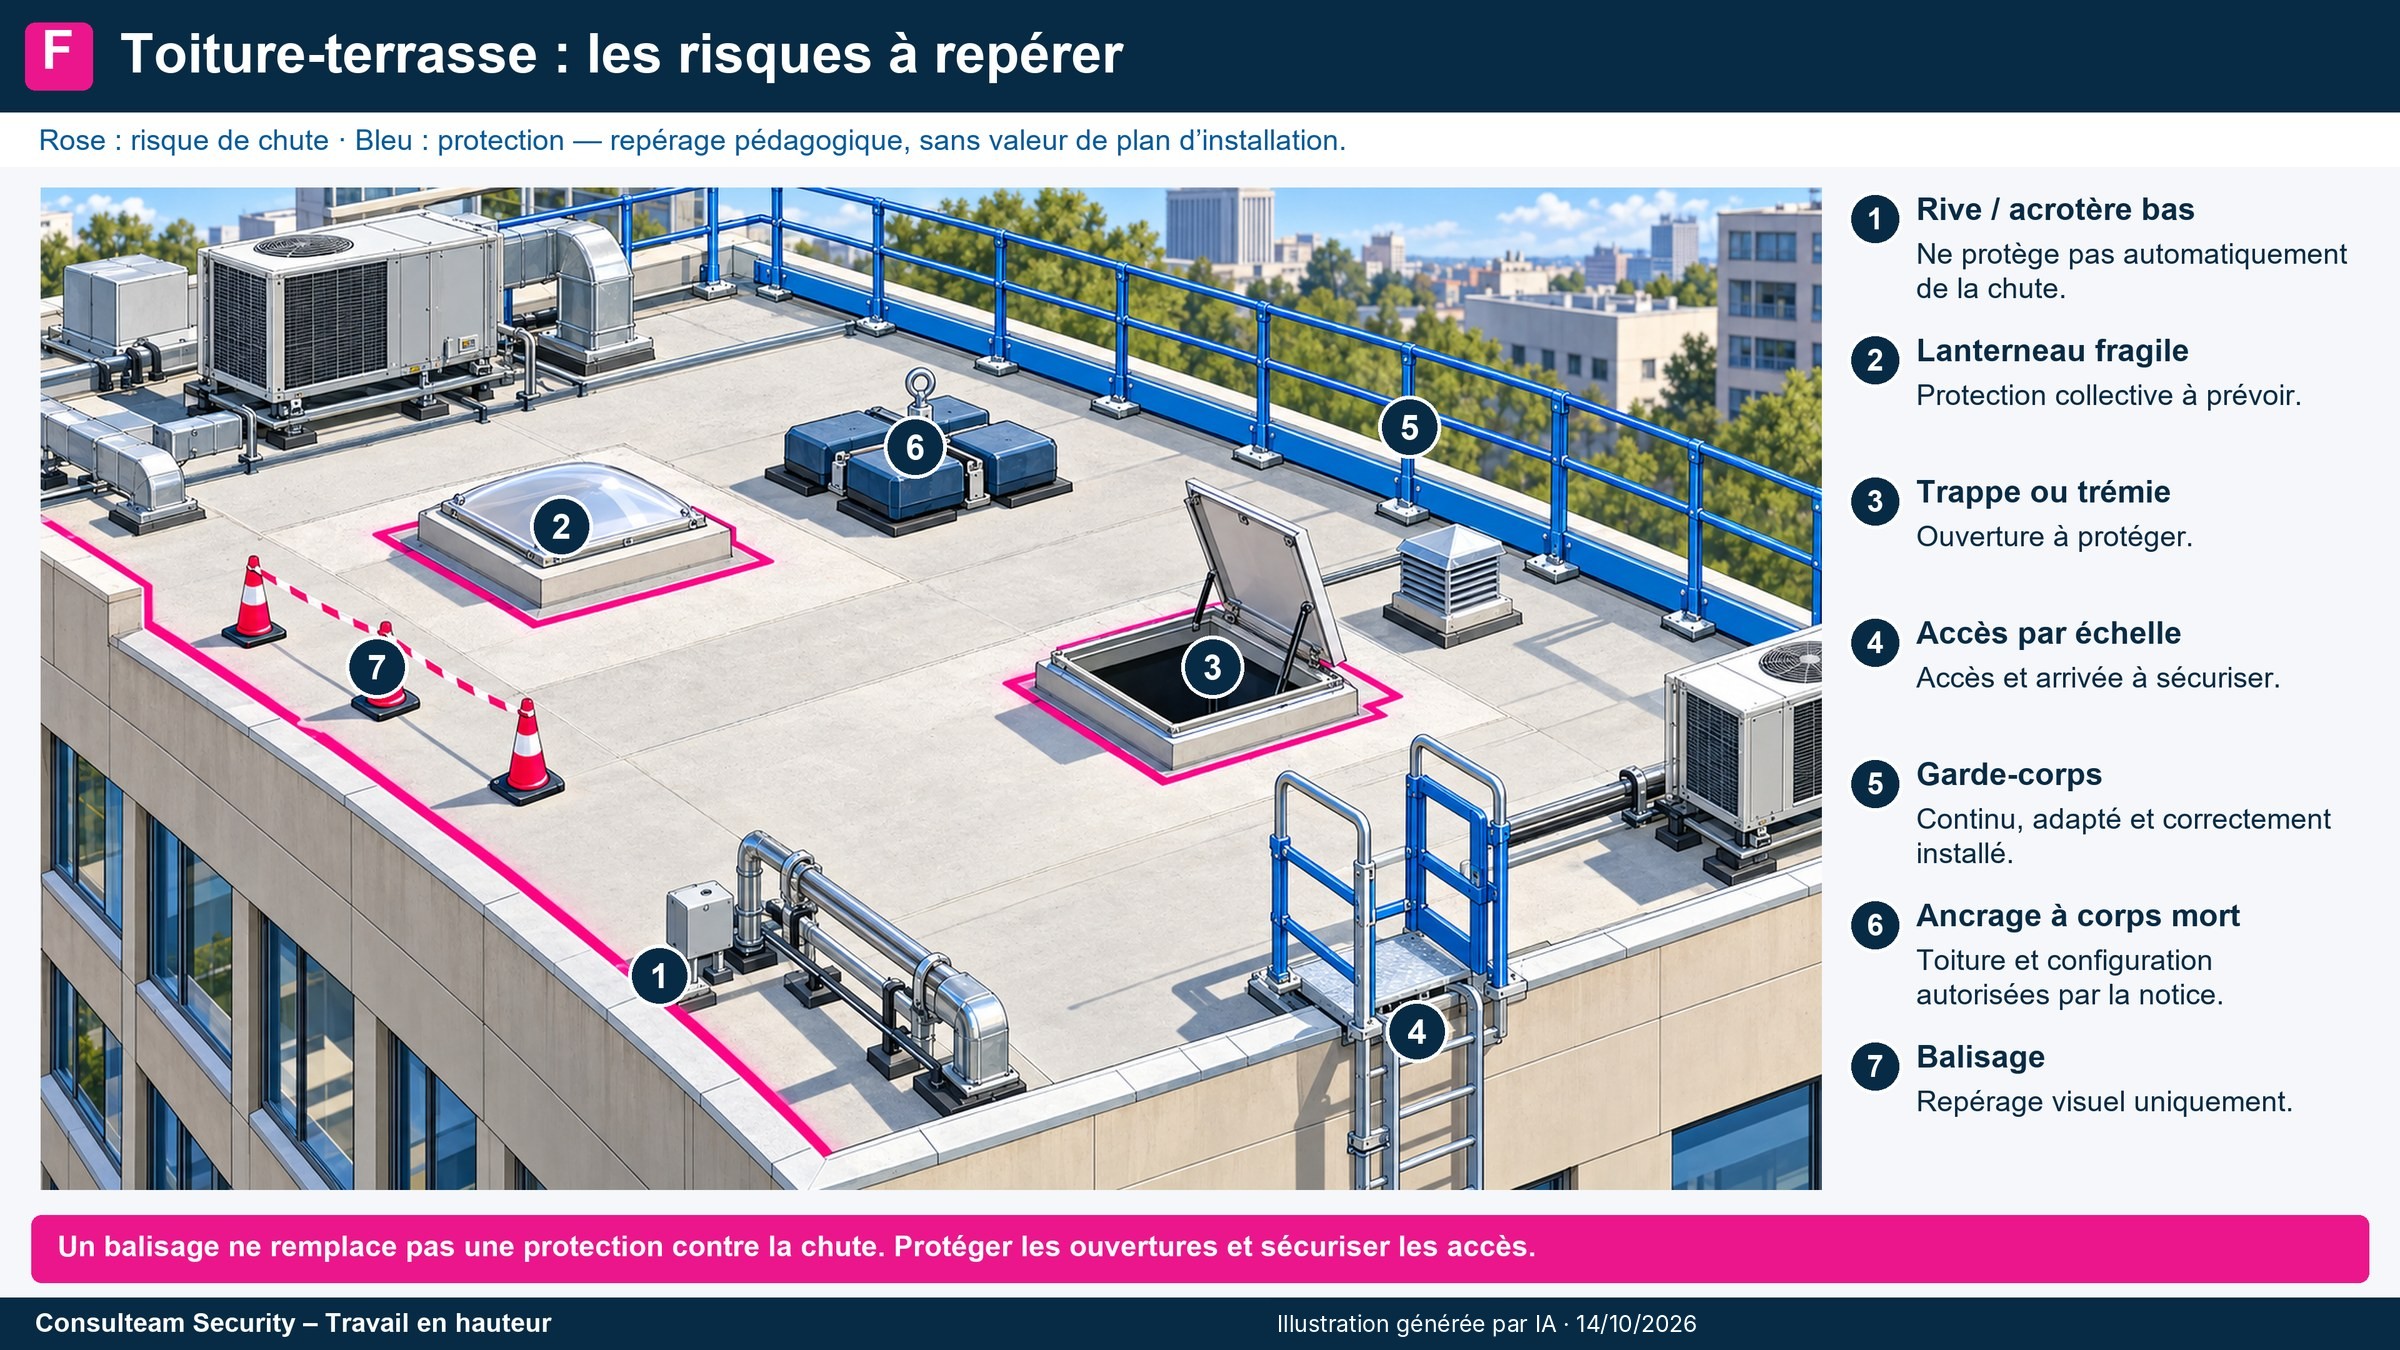 F
Toiture-terrasse : les risques à repérer
Rose : risque de chute · Bleu : protection — repérage pédagogique, sans valeur de plan d’installation.
1
2
3
4
5
6
7
1 Rive / acrotère bas
Ne protège pas automatiquement
de la chute.
2 Lanterneau fragile
Protection collective à prévoir.
3 Trappe ou trémie
Ouverture à protéger.
4 Accès par échelle
Accès et arrivée à sécuriser.
5 Garde-corps
Continu, adapté et correctement
installé.
6 Ancrage à corps mort
Toiture et configuration
autorisées par la notice.
7 Balisage
Repérage visuel uniquement.
Un balisage ne remplace pas une protection contre la chute. Protéger les ouvertures et sécuriser les accès.
Consulteam Security – Travail en hauteur
Illustration générée par IA · 14/10/2026